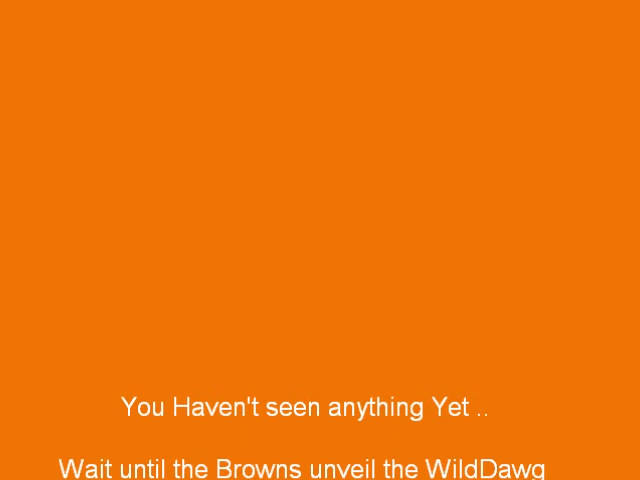 You Haven't seen anything Yet ..
Wait until the Browns unveil the WildDawg